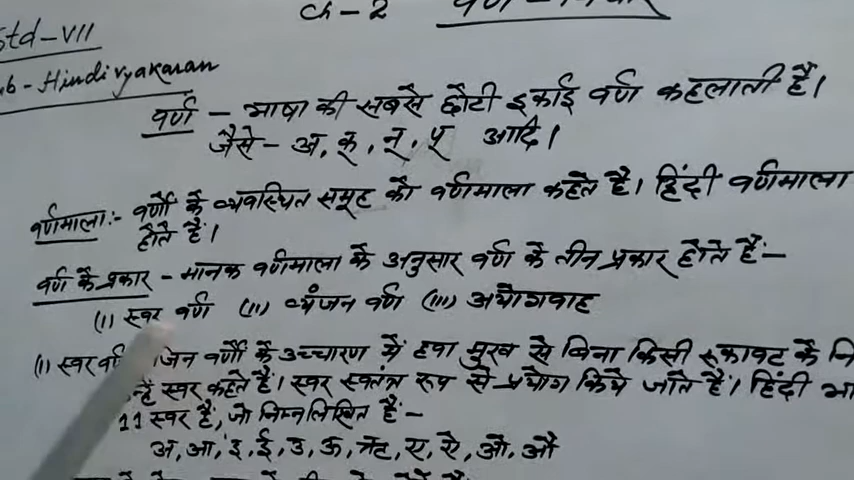 Ch - 2
Std - VII
Hindi vyakaran
वर्ण - भाषा की सबसे छोटी इकाई वर्ण कहलाती है।
जैसे - अ, क्, न्, प् आदि।
वर्णमाला:- वर्णों के व्यवस्थित समूह को वर्णमाला कहते है। हिंदी वर्णमाला
होते है।
वर्ण के प्रकार - मानक वर्णमाला के अनुसार वर्ण के तीन प्रकार होते है:-
(i) स्वर वर्ण (ii) व्यंजन वर्ण (iii) अयोगवाह
(i) स्वर वर्ण वर्णों के उच्चारण में हवा मुख से बिना किसी रुकावट के
स्वर कहते है। स्वर स्वतंत्र रूप से प्रयोग किये जाते है। हिंदी
11 स्वर है, जो निम्नलिखित है:-
अ, आ, इ, ई, उ, ऊ, ऋ, ए, ऐ, ओ, औ